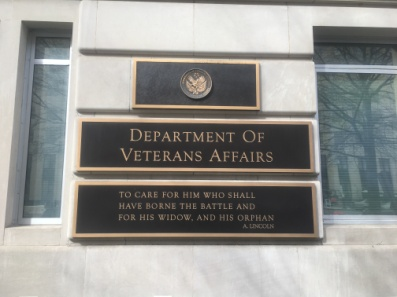 DEPARTMENT OF
VETERANS AFFAIRS
TO CARE FOR HIM WHO SHALL
HAVE BORNE THE BATTLE AND
FOR HIS WIDOW, AND HIS ORPHAN
A. LINCOLN